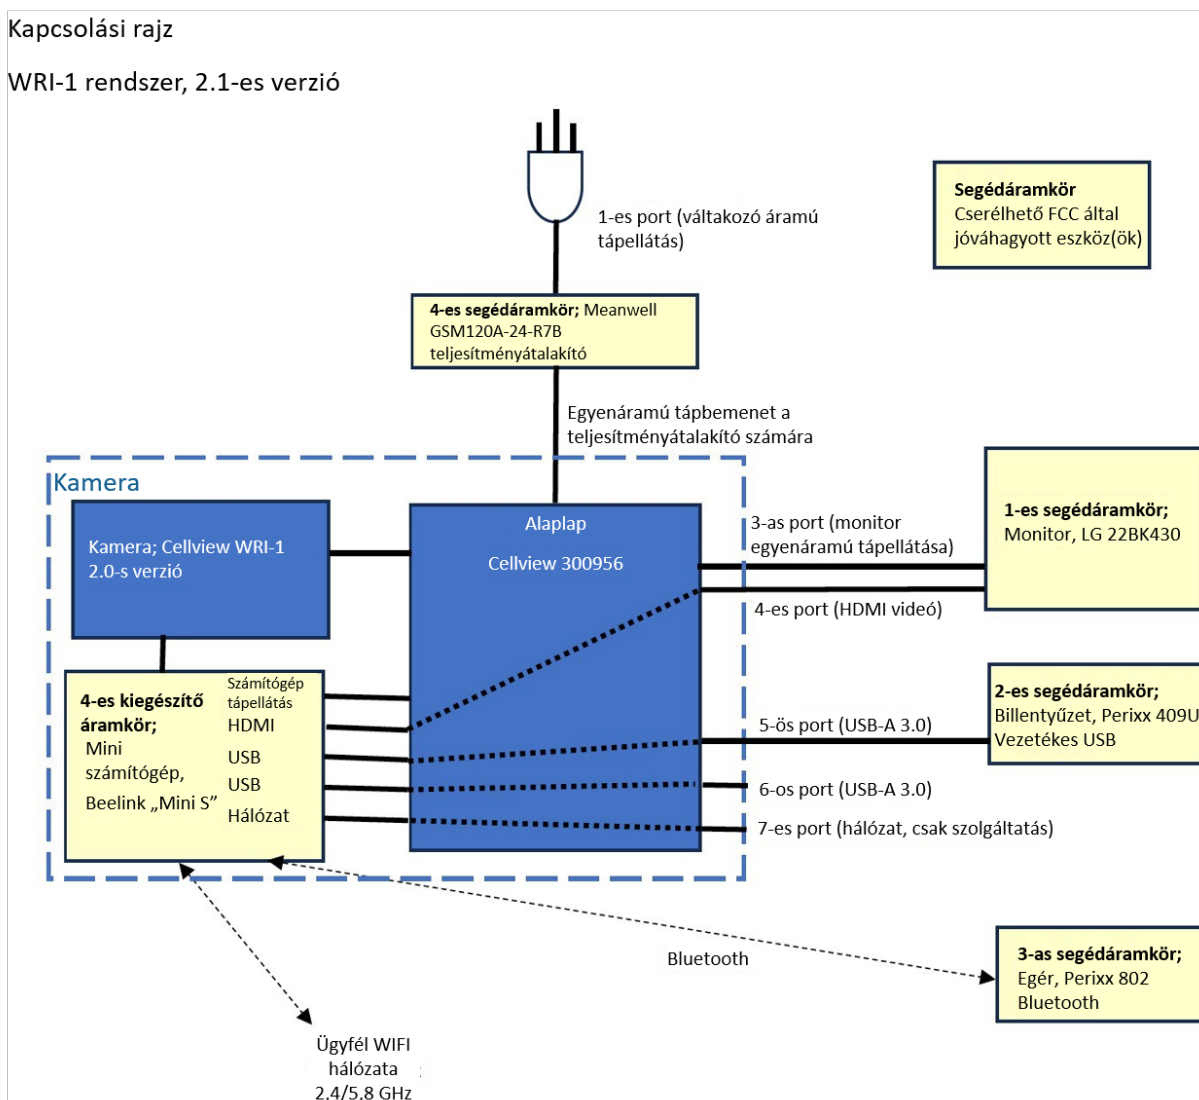 Kapcsolási rajz
WRI-1 rendszer, 2.1-es verzió
1-es port (váltakozó áramú
tápellátás)
Segédáramkör
Cserélhető FCC által
jóváhagyott eszköz(ök)
4-es segédáramkör; Meanwell
GSM120A-24-R7B
teljesítményátalakító
Egyenáramú tápbemenet a
teljesítményátalakító számára
Kamera
Kamera; Cellview WRI-1
2.0-s verzió
Alaplap
Cellview 300956
3-as port (monitor
egyenáramú tápellátása)
4-es port (HDMI videó)
1-es segédáramkör;
Monitor, LG 22BK430
4-es kiegészítő
áramkör;
Mini
számítógép,
Beelink „Mini S”
Számítógép
tápellátás
HDMI
USB
USB
Hálózat
5-ös port (USB-A 3.0)
6-os port (USB-A 3.0)
7-es port (hálózat, csak szolgáltatás)
2-es segédáramkör;
Billentyűzet, Perixx 409U
Vezetékes USB
Bluetooth
3-as segédáramkör;
Egér, Perixx 802
Bluetooth
Ügyfél WIFI
hálózata
2,4/5,8 GHz